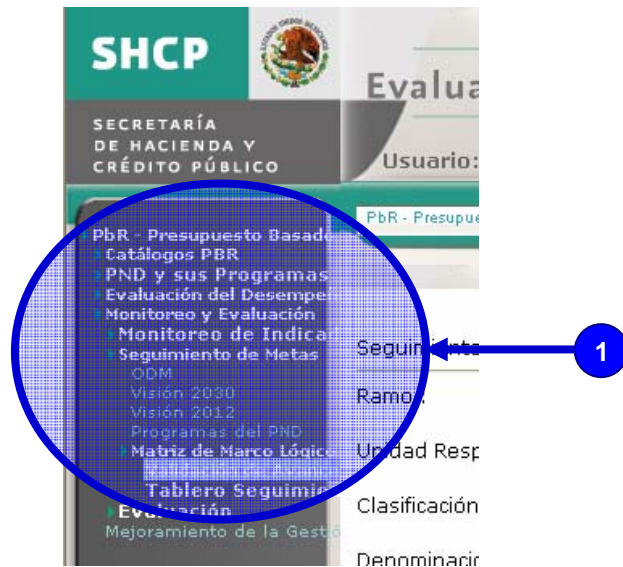 SHCP
SECRETARÍA
DE HACIENDA Y
CRÉDITO PÚBLICO
Evalua
Usuario:
PbR - Presupue
PbR - Presupuesto Basad
Catálogos PBR
PND y sus Programas
Evaluación del Desempe
Monitoreo y Evaluación
Monitoreo de Indica
Seguimiento de Metas
ODM
Visión 2030
Visión 2012
Programas del PND
Matriz de Marco Lógico
Tablero Seguimie
Evaluación
Mejoramiento de la Gestió
Ramo:
Unidad Resp
Clasificación
Denominació
1